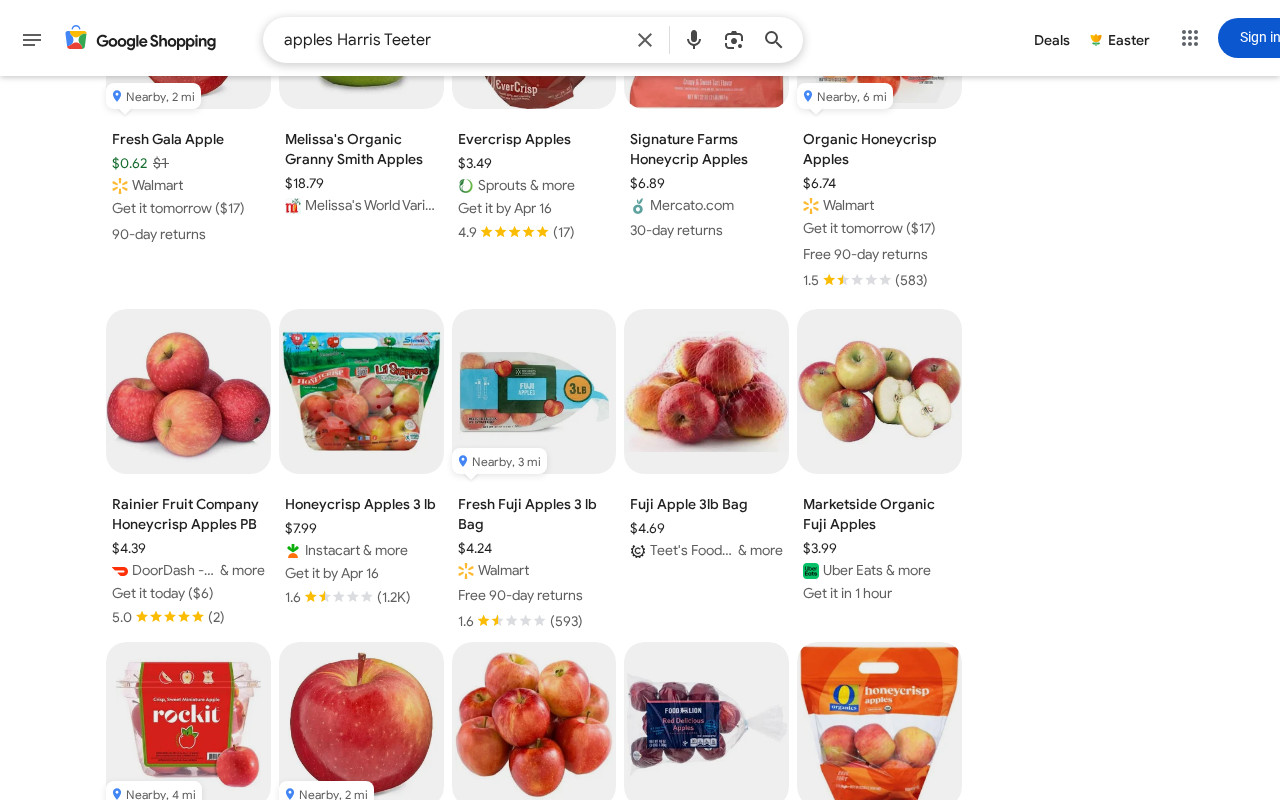 Google Shopping
apples Harris Teeter
Deals
Easter
Sign in
EverCrisp
Nearby, 2 mi
Nearby, 6 mi
Fresh Gala Apple
$0.62 $1
Walmart
Get it tomorrow ($17)
90-day returns
Melissa's Organic
Granny Smith Apples
$18.79
Melissa's World Vari...
Evercrisp Apples
$3.49
Sprouts & more
Get it by Apr 16
4.9 (17)
Signature Farms
Honeycrip Apples
$6.89
Mercato.com
30-day returns
Organic Honeycrisp
Apples
$6.74
Walmart
Get it tomorrow ($17)
Free 90-day returns
1.5 (583)
HONEYCRISP
Lil Snappers
FUJI
APPLES
3LB
Nearby, 3 mi
Rainier Fruit Company
Honeycrisp Apples PB
$4.39
DoorDash -... & more
Get it today ($6)
5.0 (2)
Honeycrisp Apples 3 lb
$7.99
Instacart & more
Get it by Apr 16
1.6 (1.2K)
Fresh Fuji Apples 3 lb
Bag
$4.24
Walmart
Free 90-day returns
1.6 (593)
Fuji Apple 3lb Bag
$4.69
Teet's Food... & more
Marketside Organic
Fuji Apples
$3.99
Uber Eats & more
Get it in 1 hour
Crisp, Sweet Miniature Apple
rockit
Nearby, 4 mi
Nearby, 2 mi
FOOD LION
Red Delicious
Apples
O
organics
honeycrisp
apples